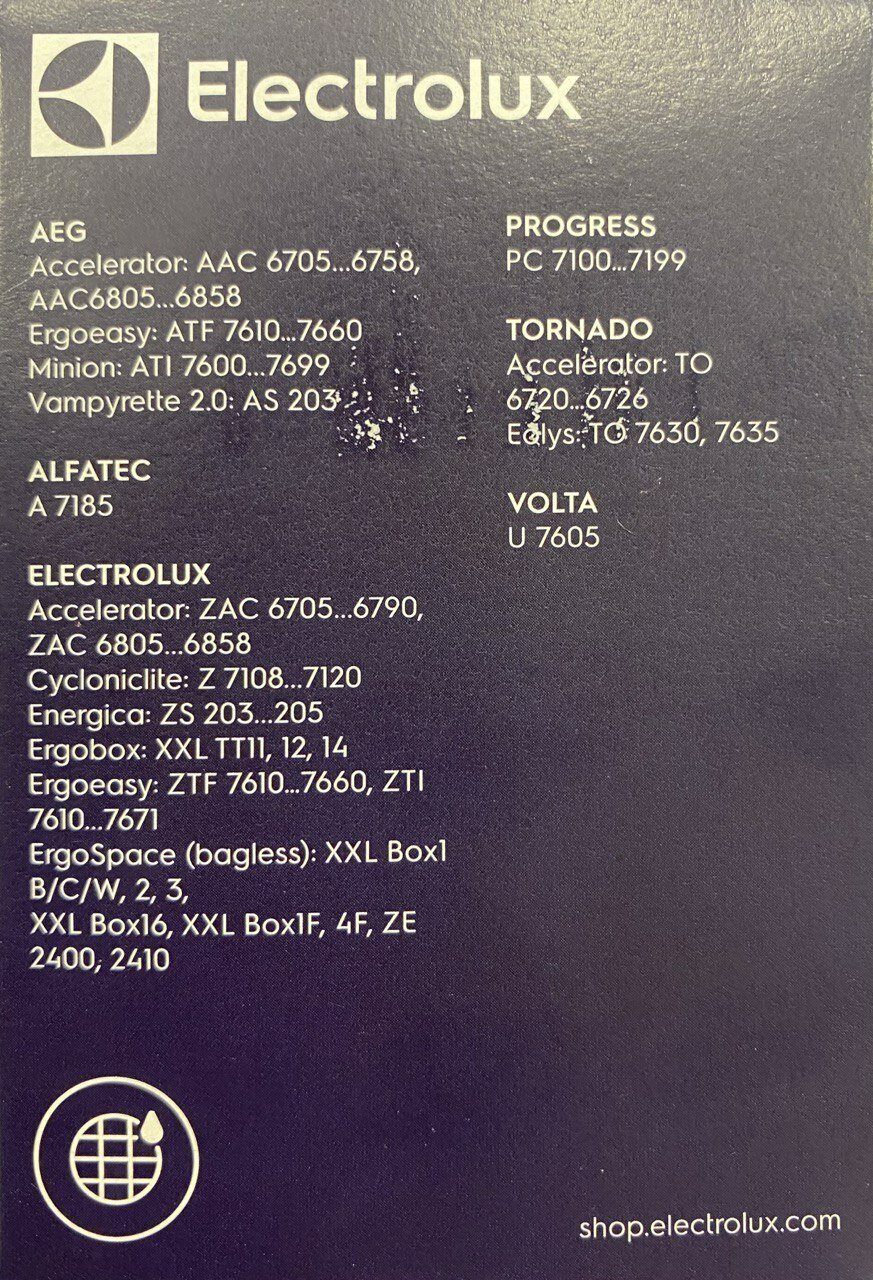 Electrolux
AEG
Accelerator: AAC 6705...6758,
AAC6805...6858
Ergoeasy: ATF 7610...7660
Minion: ATI 7600...7699
Vampyrette 2.0: AS 203
ALFATEC
A 7185
ELECTROLUX
Accelerator: ZAC 6705...6790,
ZAC 6805...6858
Cycloniclite: Z 7108...7120
Energica: ZS 203...205
Ergobox: XXL TT11, 12, 14
Ergoeasy: ZTF 7610...7660, ZTI
7610...7671
ErgoSpace (bagless): XXL Box1
B/C/W, 2, 3,
XXL Box16, XXL Box1F, 4F, ZE
2400, 2410
PROGRESS
PC 7100...7199
TORNADO
Accelerator: TO
6720...6726
Eolys: TO 7630, 7635
VOLTA
U 7605
shop.electrolux.com